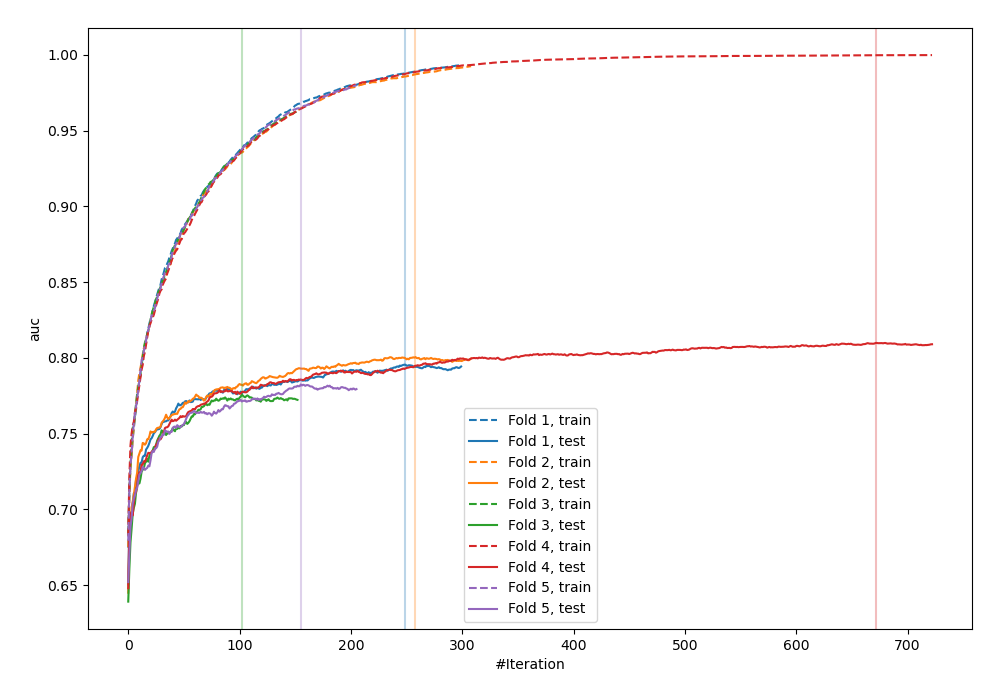 1.00
0.95
0.90
0.85
0.80
0.75
0.70
0.65
auc
0
100
200
300
400
500
600
700
#Iteration
Fold 1, train
Fold 1, test
Fold 2, train
Fold 2, test
Fold 3, train
Fold 3, test
Fold 4, train
Fold 4, test
Fold 5, train
Fold 5, test